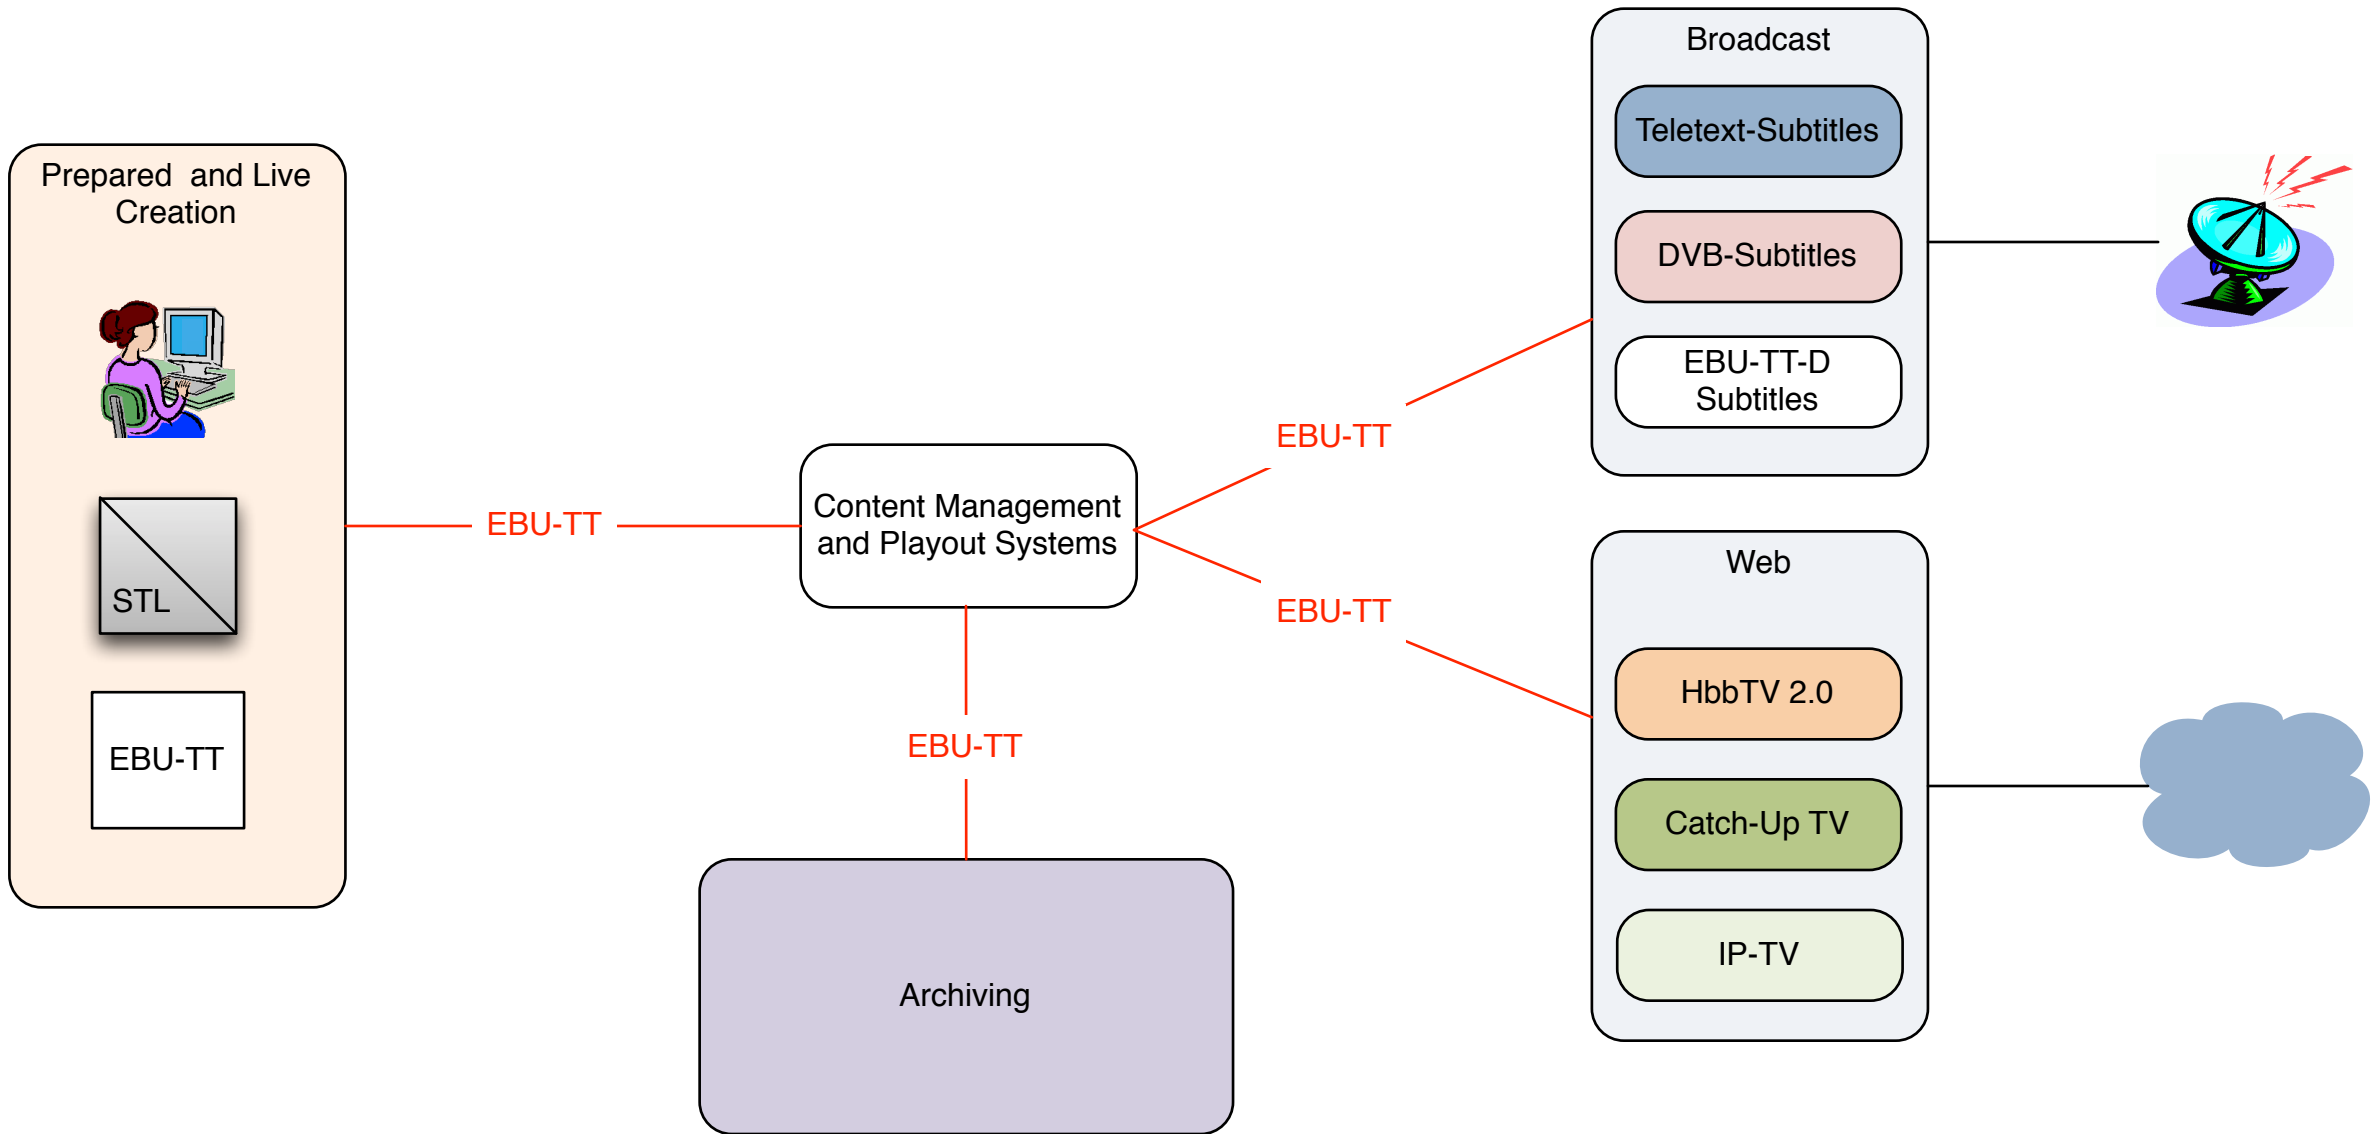 Prepared  and Live
Creation
STL
EBU-TT
EBU-TT
Content Management
and Playout Systems
EBU-TT
Archiving
EBU-TT
EBU-TT
Broadcast
Teletext-Subtitles
DVB-Subtitles
EBU-TT-D
Subtitles
Web
HbbTV 2.0
Catch-Up TV
IP-TV